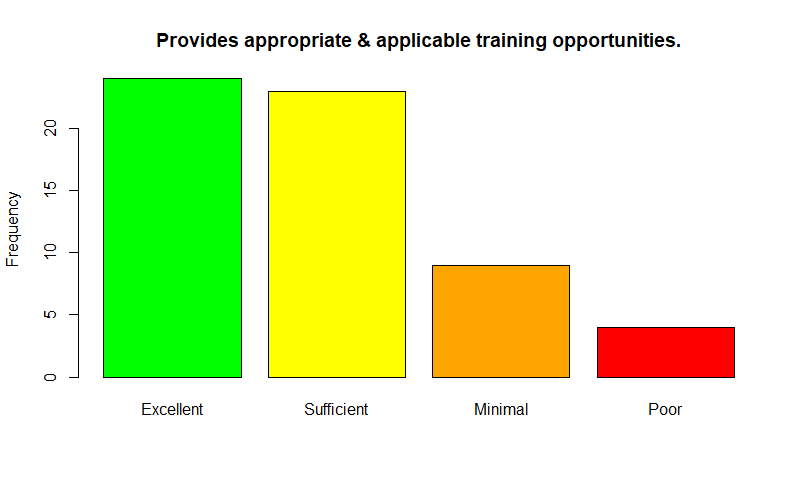 Provides appropriate & applicable training opportunities.
Frequency
20
15
10
5
0
Excellent Sufficient Minimal Poor